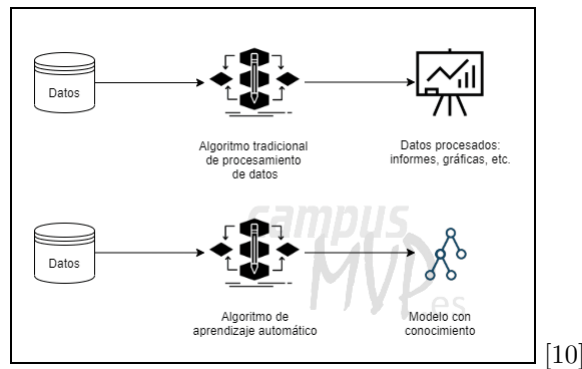 Datos
Algoritmo tradicional
de procesamiento
de datos
Datos procesados:
informes, gráficas, etc.
campus
MVP
.es
Datos
Algoritmo de
aprendizaje automático
Modelo con
conocimiento
[10]